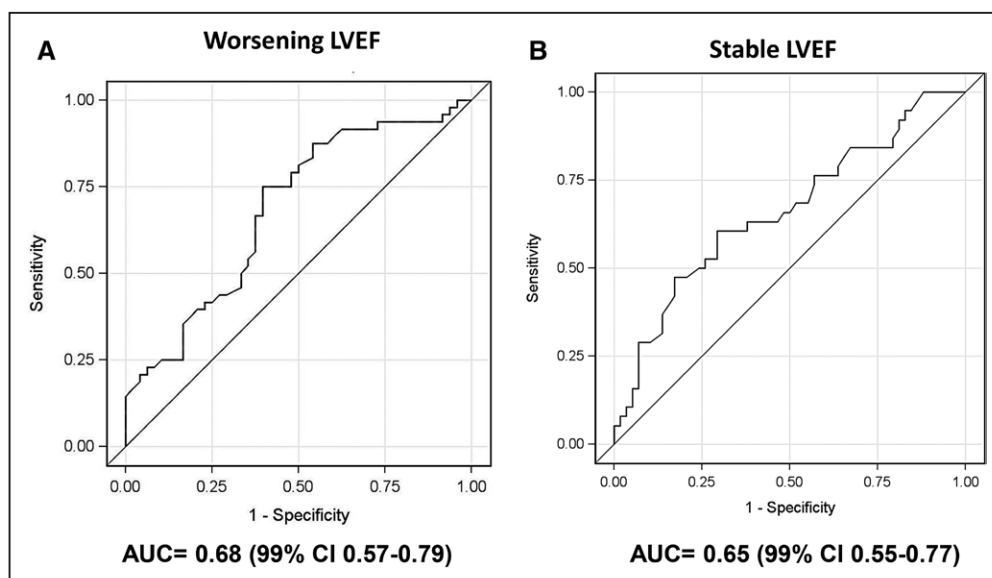 A
Worsening LVEF
1.00
0.75
0.50
0.25
0.00
Sensitivity
0.00 0.25 0.50 0.75 1.00
1 - Specificity
AUC= 0.68 (99% CI 0.57-0.79)
B
Stable LVEF
1.00
0.75
0.50
0.25
0.00
Sensitivity
0.00 0.25 0.50 0.75 1.00
1 - Specificity
AUC= 0.65 (99% CI 0.55-0.77)